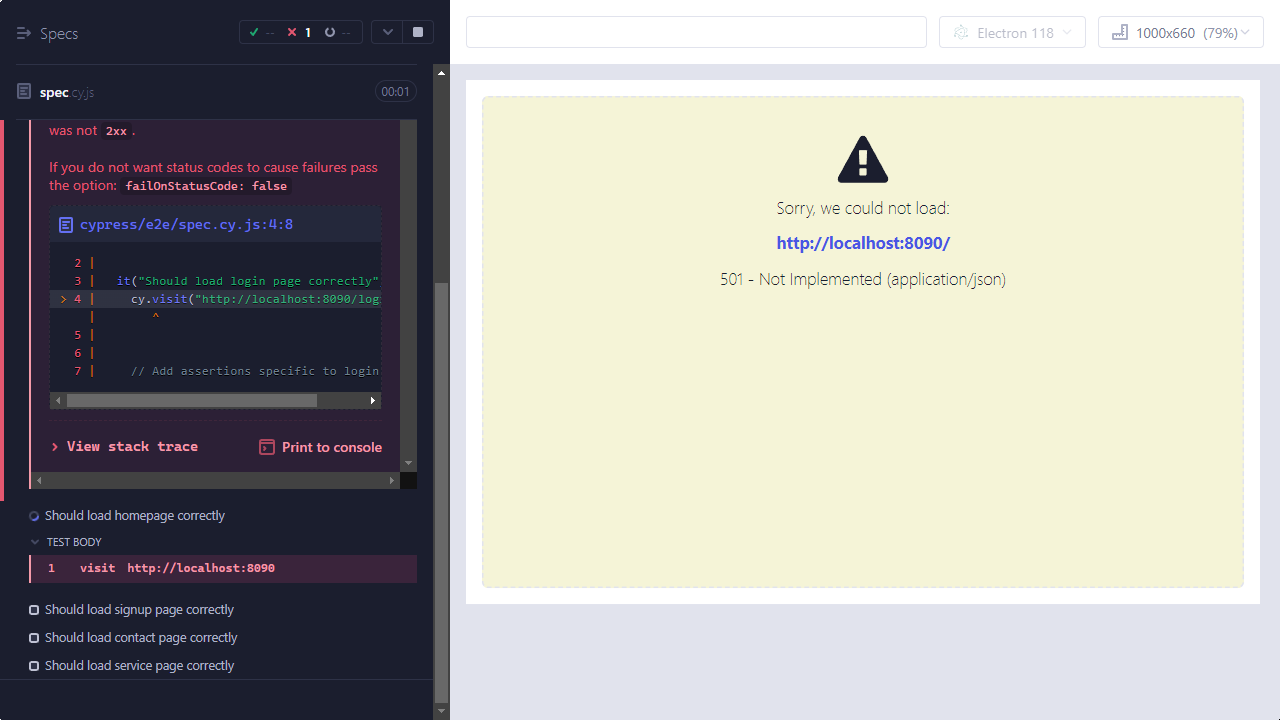 Specs
-- 1 --
spec.cy.js 00:01
was not 2xx .
If you do not want status codes to cause failures pass
the option: failOnStatusCode: false
cypress/e2e/spec.cy.js:4:8
2 |
3 | it("Should load login page correctly"
> 4 | cy.visit("http://localhost:8090/log
| ^
5 |
6 |
7 | // Add assertions specific to login
> View stack trace
Print to console
Should load homepage correctly
TEST BODY
1 visit http://localhost:8090
Should load signup page correctly
Should load contact page correctly
Should load service page correctly
Electron 118
1000x660 (79%)
Sorry, we could not load:
http://localhost:8090/
501 - Not Implemented (application/json)